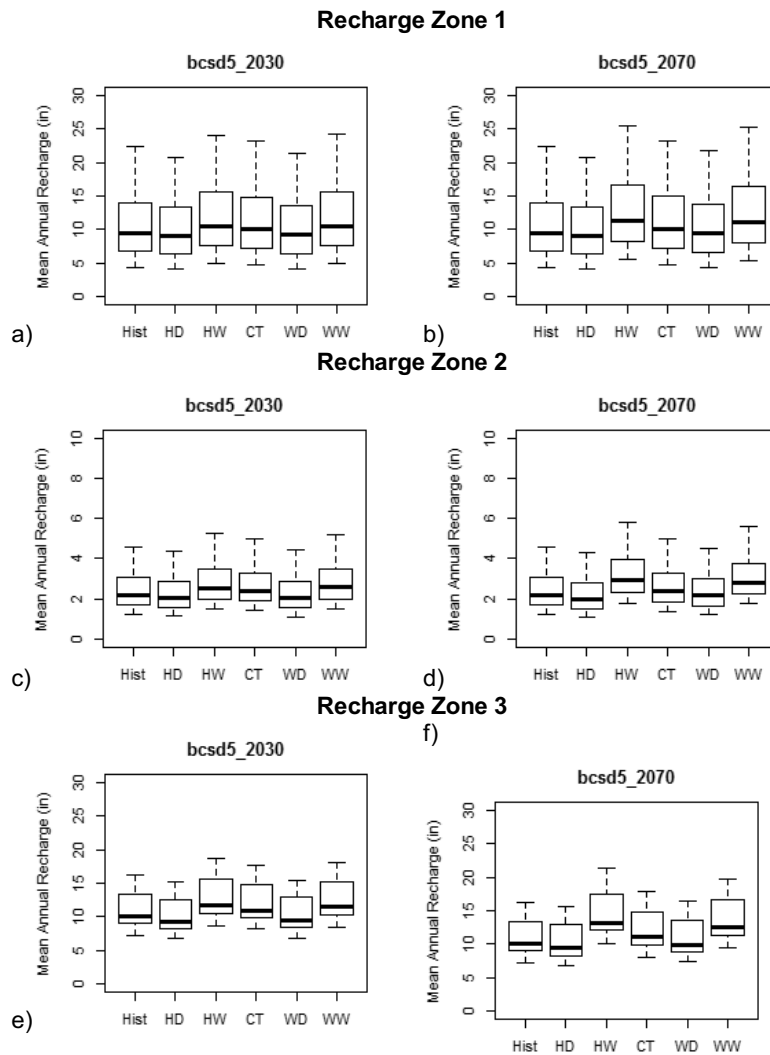 Recharge Zone 1
bcsd5_2030
Mean Annual Recharge (in)
0 5 10 15 20 25 30
Hist HD HW CT WD WW
a)
bcsd5_2070
Mean Annual Recharge (in)
0 5 10 15 20 25 30
Hist HD HW CT WD WW
b)
Recharge Zone 2
bcsd5_2030
Mean Annual Recharge (in)
0 2 4 6 8 10
Hist HD HW CT WD WW
c)
bcsd5_2070
Mean Annual Recharge (in)
0 2 4 6 8 10
Hist HD HW CT WD WW
d)
Recharge Zone 3
bcsd5_2030
Mean Annual Recharge (in)
0 5 10 15 20 25 30
Hist HD HW CT WD WW
e)
f)
bcsd5_2070
Mean Annual Recharge (in)
0 5 10 15 20 25 30
Hist HD HW CT WD WW